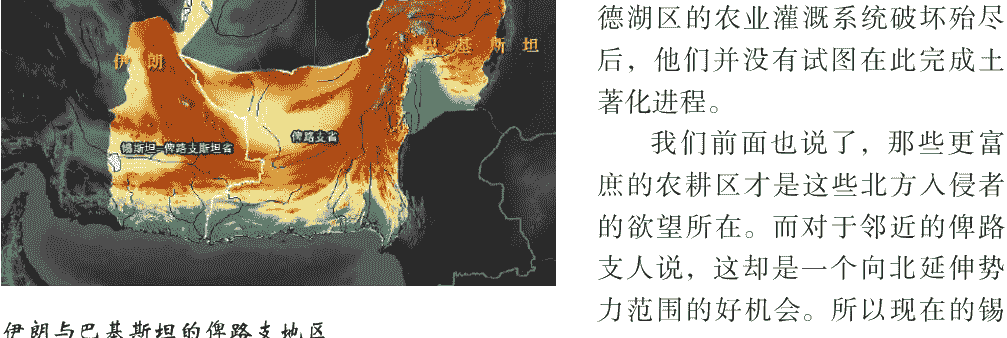 伊朗
巴基斯坦
锡斯坦-俾路支斯坦省
俾路支省
伊朗与巴基斯坦的俾路支地区
德湖区的农业灌溉系统破坏殆尽
后，他们并没有试图在此完成土
著化进程。
我们前面也说了，那些更富
庶的农耕区才是这些北方入侵者
的欲望所在。而对于邻近的俾路
支人说，这却是一个向北延伸势
力范围的好机会。所以现在的锡